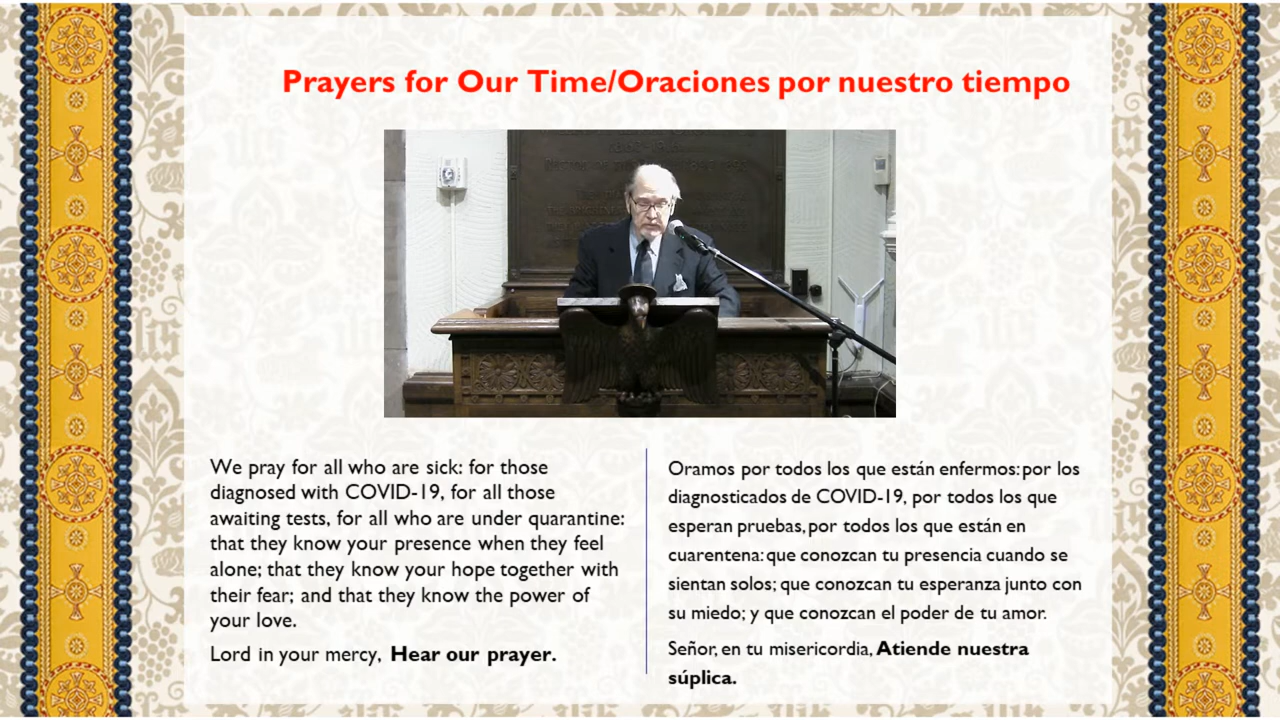 Prayers for Our Time/Oraciones por nuestro tiempo
We pray for all who are sick: for those
diagnosed with COVID-19, for all those
awaiting tests, for all who are under quarantine:
that they know your presence when they feel
alone; that they know your hope together with
their fear; and that they know the power of
your love.
Lord in your mercy, Hear our prayer.
Oramos por todos los que están enfermos: por los
diagnosticados de COVID-19, por todos los que
esperan pruebas, por todos los que están en
cuarentena: que conozcan tu presencia cuando se
sientan solos; que conozcan tu esperanza junto con
su miedo; y que conozcan el poder de tu amor.
Señor, en tu misericordia, Atiende nuestra
súplica.